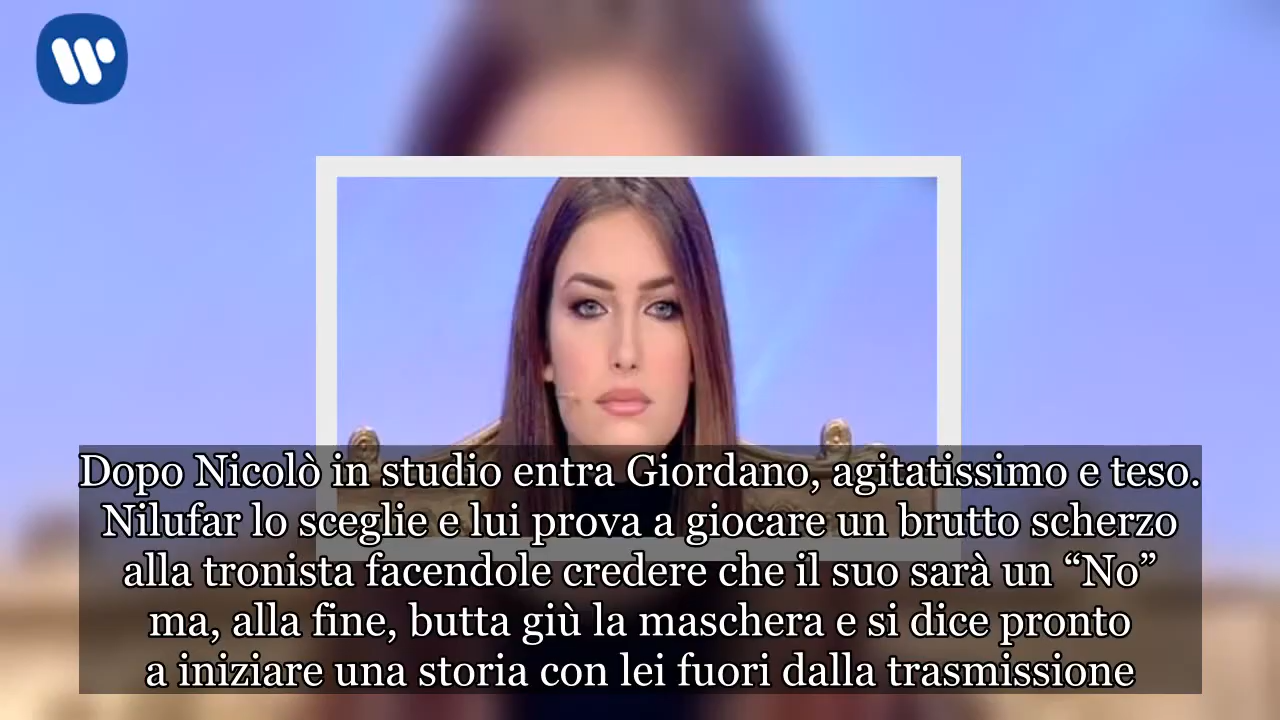 Dopo Nicolò in studio entra Giordano, agitatissimo e teso.
Nilufar lo sceglie e lui prova a giocare un brutto scherzo
alla tronista facendole credere che il suo sarà un “No”
ma, alla fine, butta giù la maschera e si dice pronto
a iniziare una storia con lei fuori dalla trasmissione